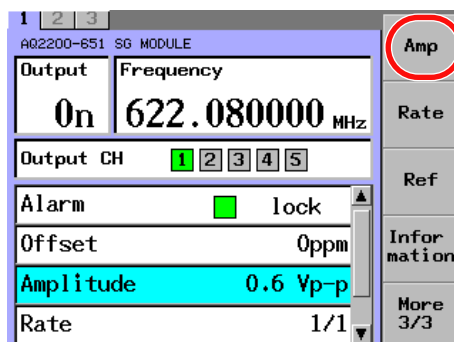 1 2 3
AQ2200-651 SG MODULE
Output Frequency
0n 622.080000 MHz
Output CH 1 2 3 4 5
Alarm lock
Offset 0ppm
Amplitude 0.6 Vp-p
Rate 1/1
Amp
Rate
Ref
Infor
mation
More
3/3